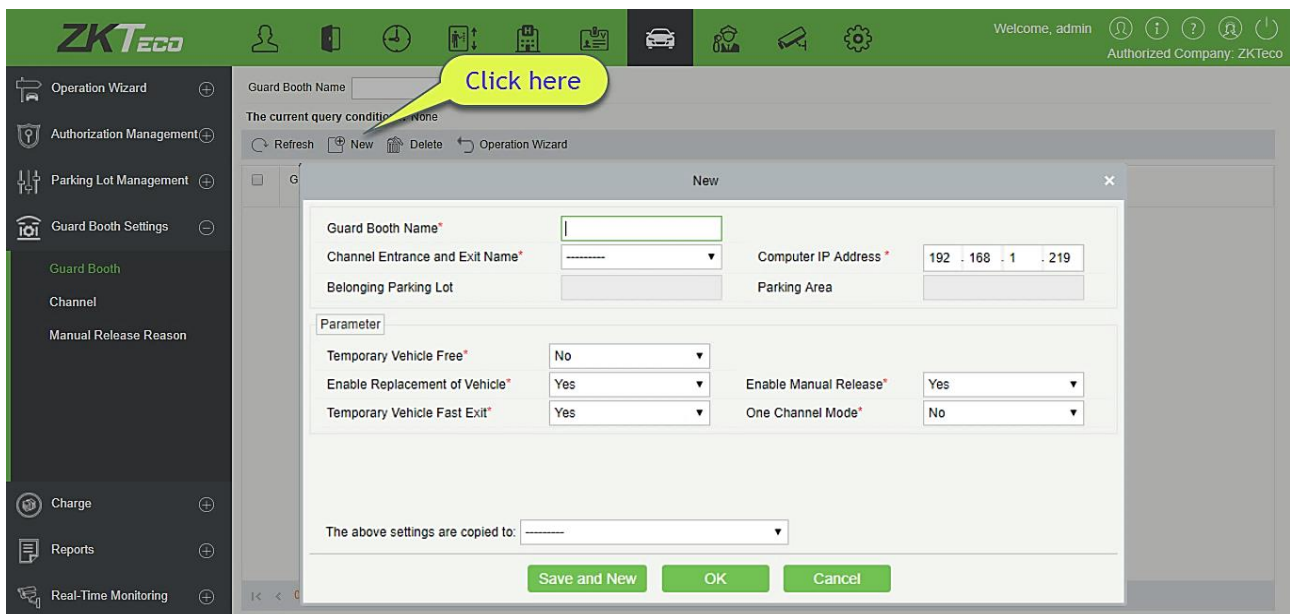 ZKTeco
Welcome, admin
Authorized Company: ZKTeco
Operation Wizard
Authorization Management
Parking Lot Management
Guard Booth Settings
Guard Booth
Channel
Manual Release Reason
Charge
Reports
Real-Time Monitoring
Guard Booth Name
Click here
The current query condition None
Refresh New Delete Operation Wizard
G
New ×
Guard Booth Name*
Channel Entrance and Exit Name* --------- Computer IP Address * 192 . 168 . 1 . 219
Belonging Parking Lot Parking Area
Parameter
Temporary Vehicle Free* No
Enable Replacement of Vehicle* Yes Enable Manual Release* Yes
Temporary Vehicle Fast Exit* Yes One Channel Mode* No
The above settings are copied to: ---------
Save and New OK Cancel